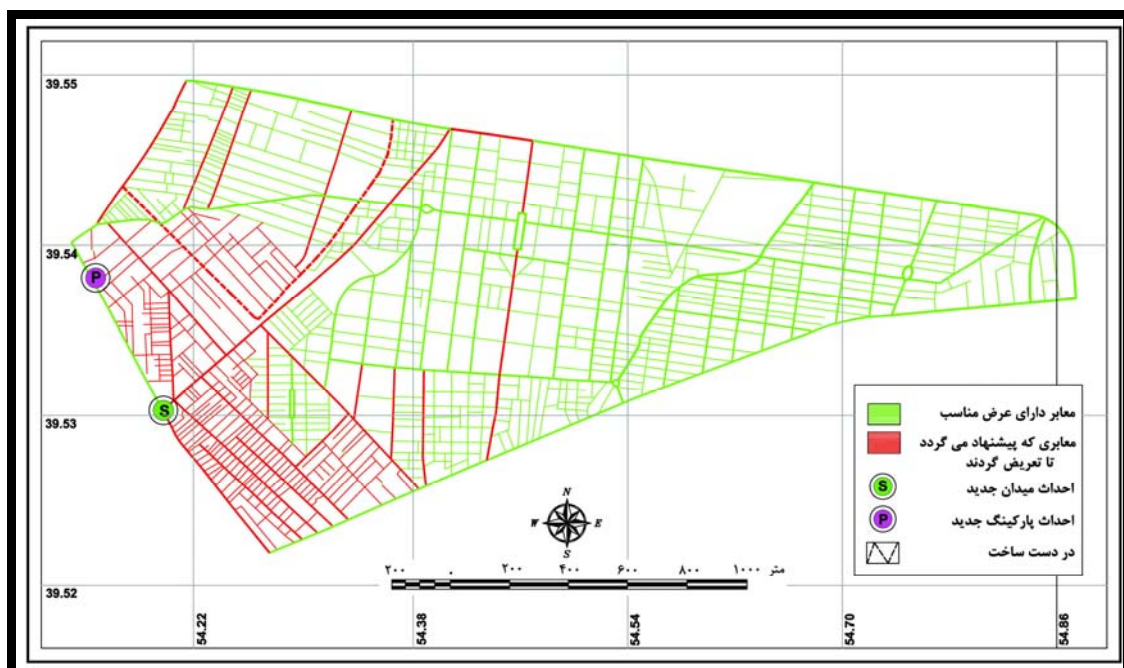 39.55
39.54
39.53
39.52
54.22
54.38
54.54
54.70
54.86
P
S
معابر دارای عرض مناسب
معابری که پیشنهاد می گردد
تا تعریض گردند
S
احداث میدان جدید
P
احداث پارکینگ جدید
در دست ساخت
N
W
E
S
۲۰۰ ۰ ۲۰۰ ۴۰۰ ۶۰۰ ۸۰۰ ۱۰۰۰ متر